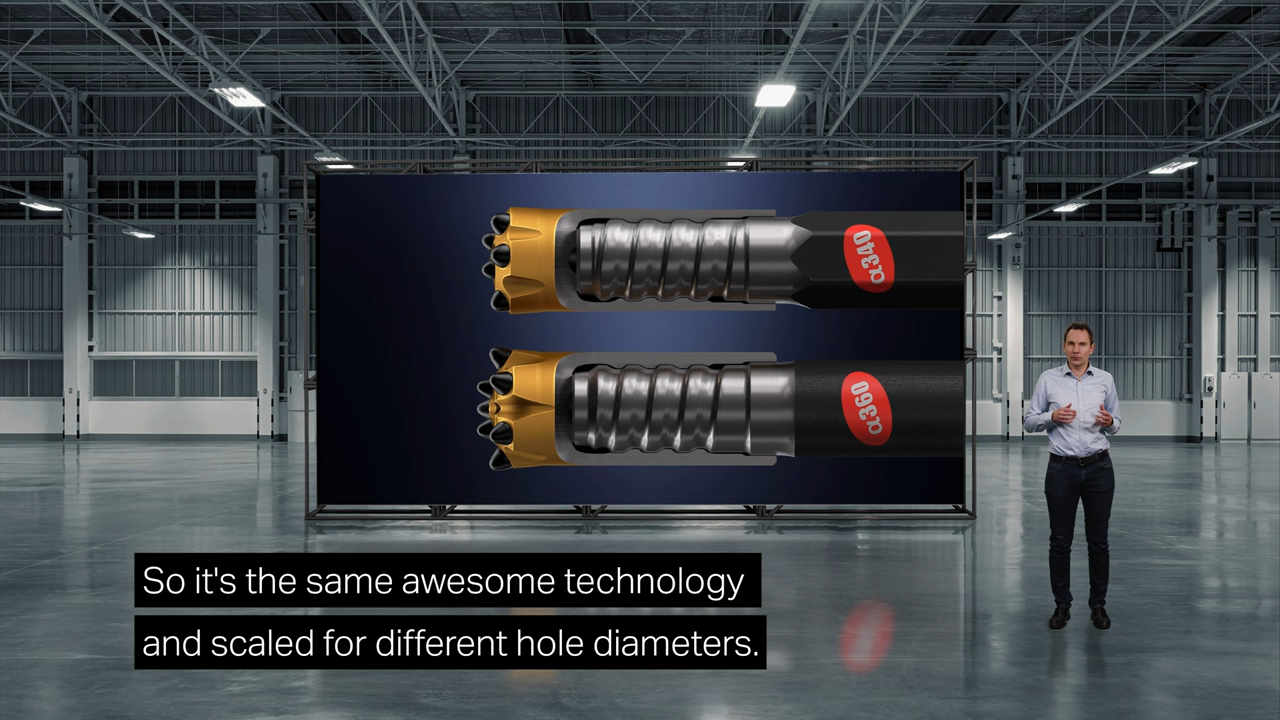 α340
α360
So it's the same awesome technology
and scaled for different hole diameters.